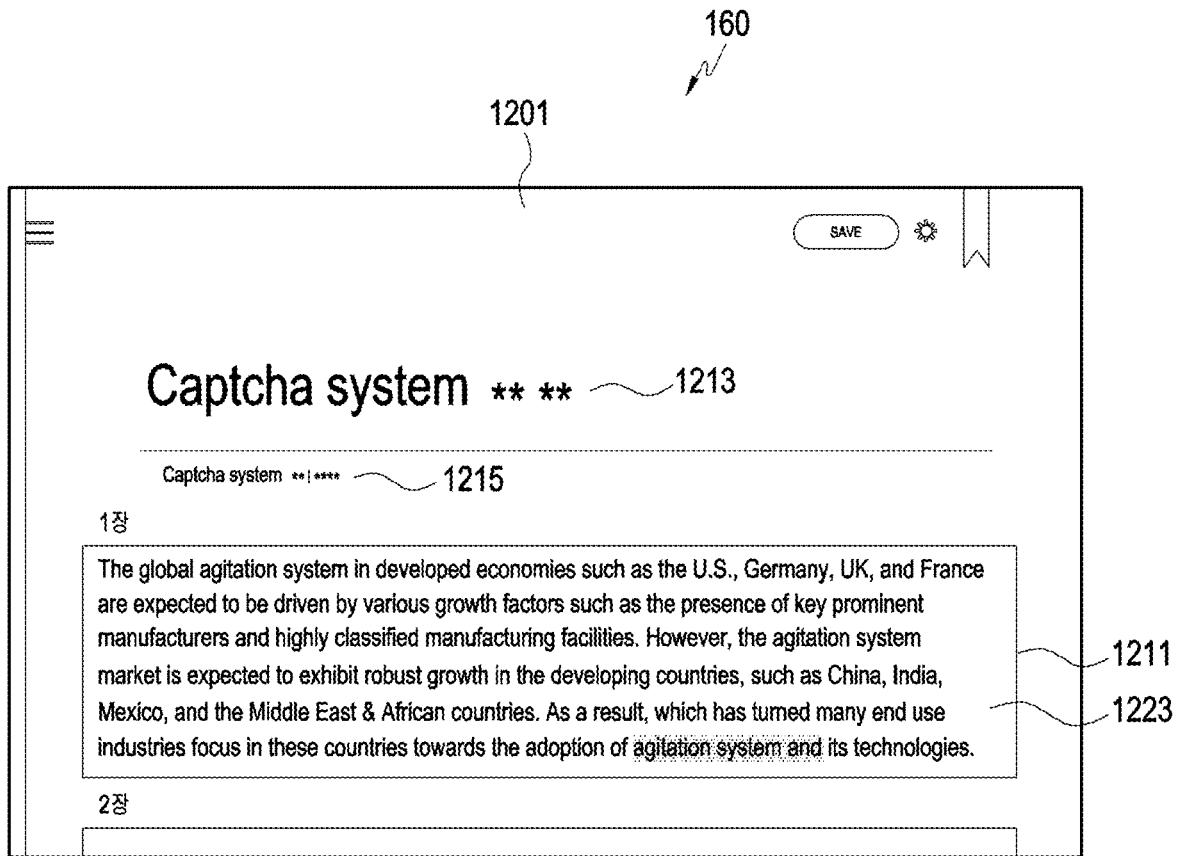 160
1201
SAVE
Captcha system ** **
1213
Captcha system **|****
1215
1장
The global agitation system in developed economies such as the U.S., Germany, UK, and France
are expected to be driven by various growth factors such as the presence of key prominent
manufacturers and highly classified manufacturing facilities. However, the agitation system
market is expected to exhibit robust growth in the developing countries, such as China, India,
Mexico, and the Middle East & African countries. As a result, which has turned many end use
industries focus in these countries towards the adoption of agitation system and its technologies.
1211
1223
2장